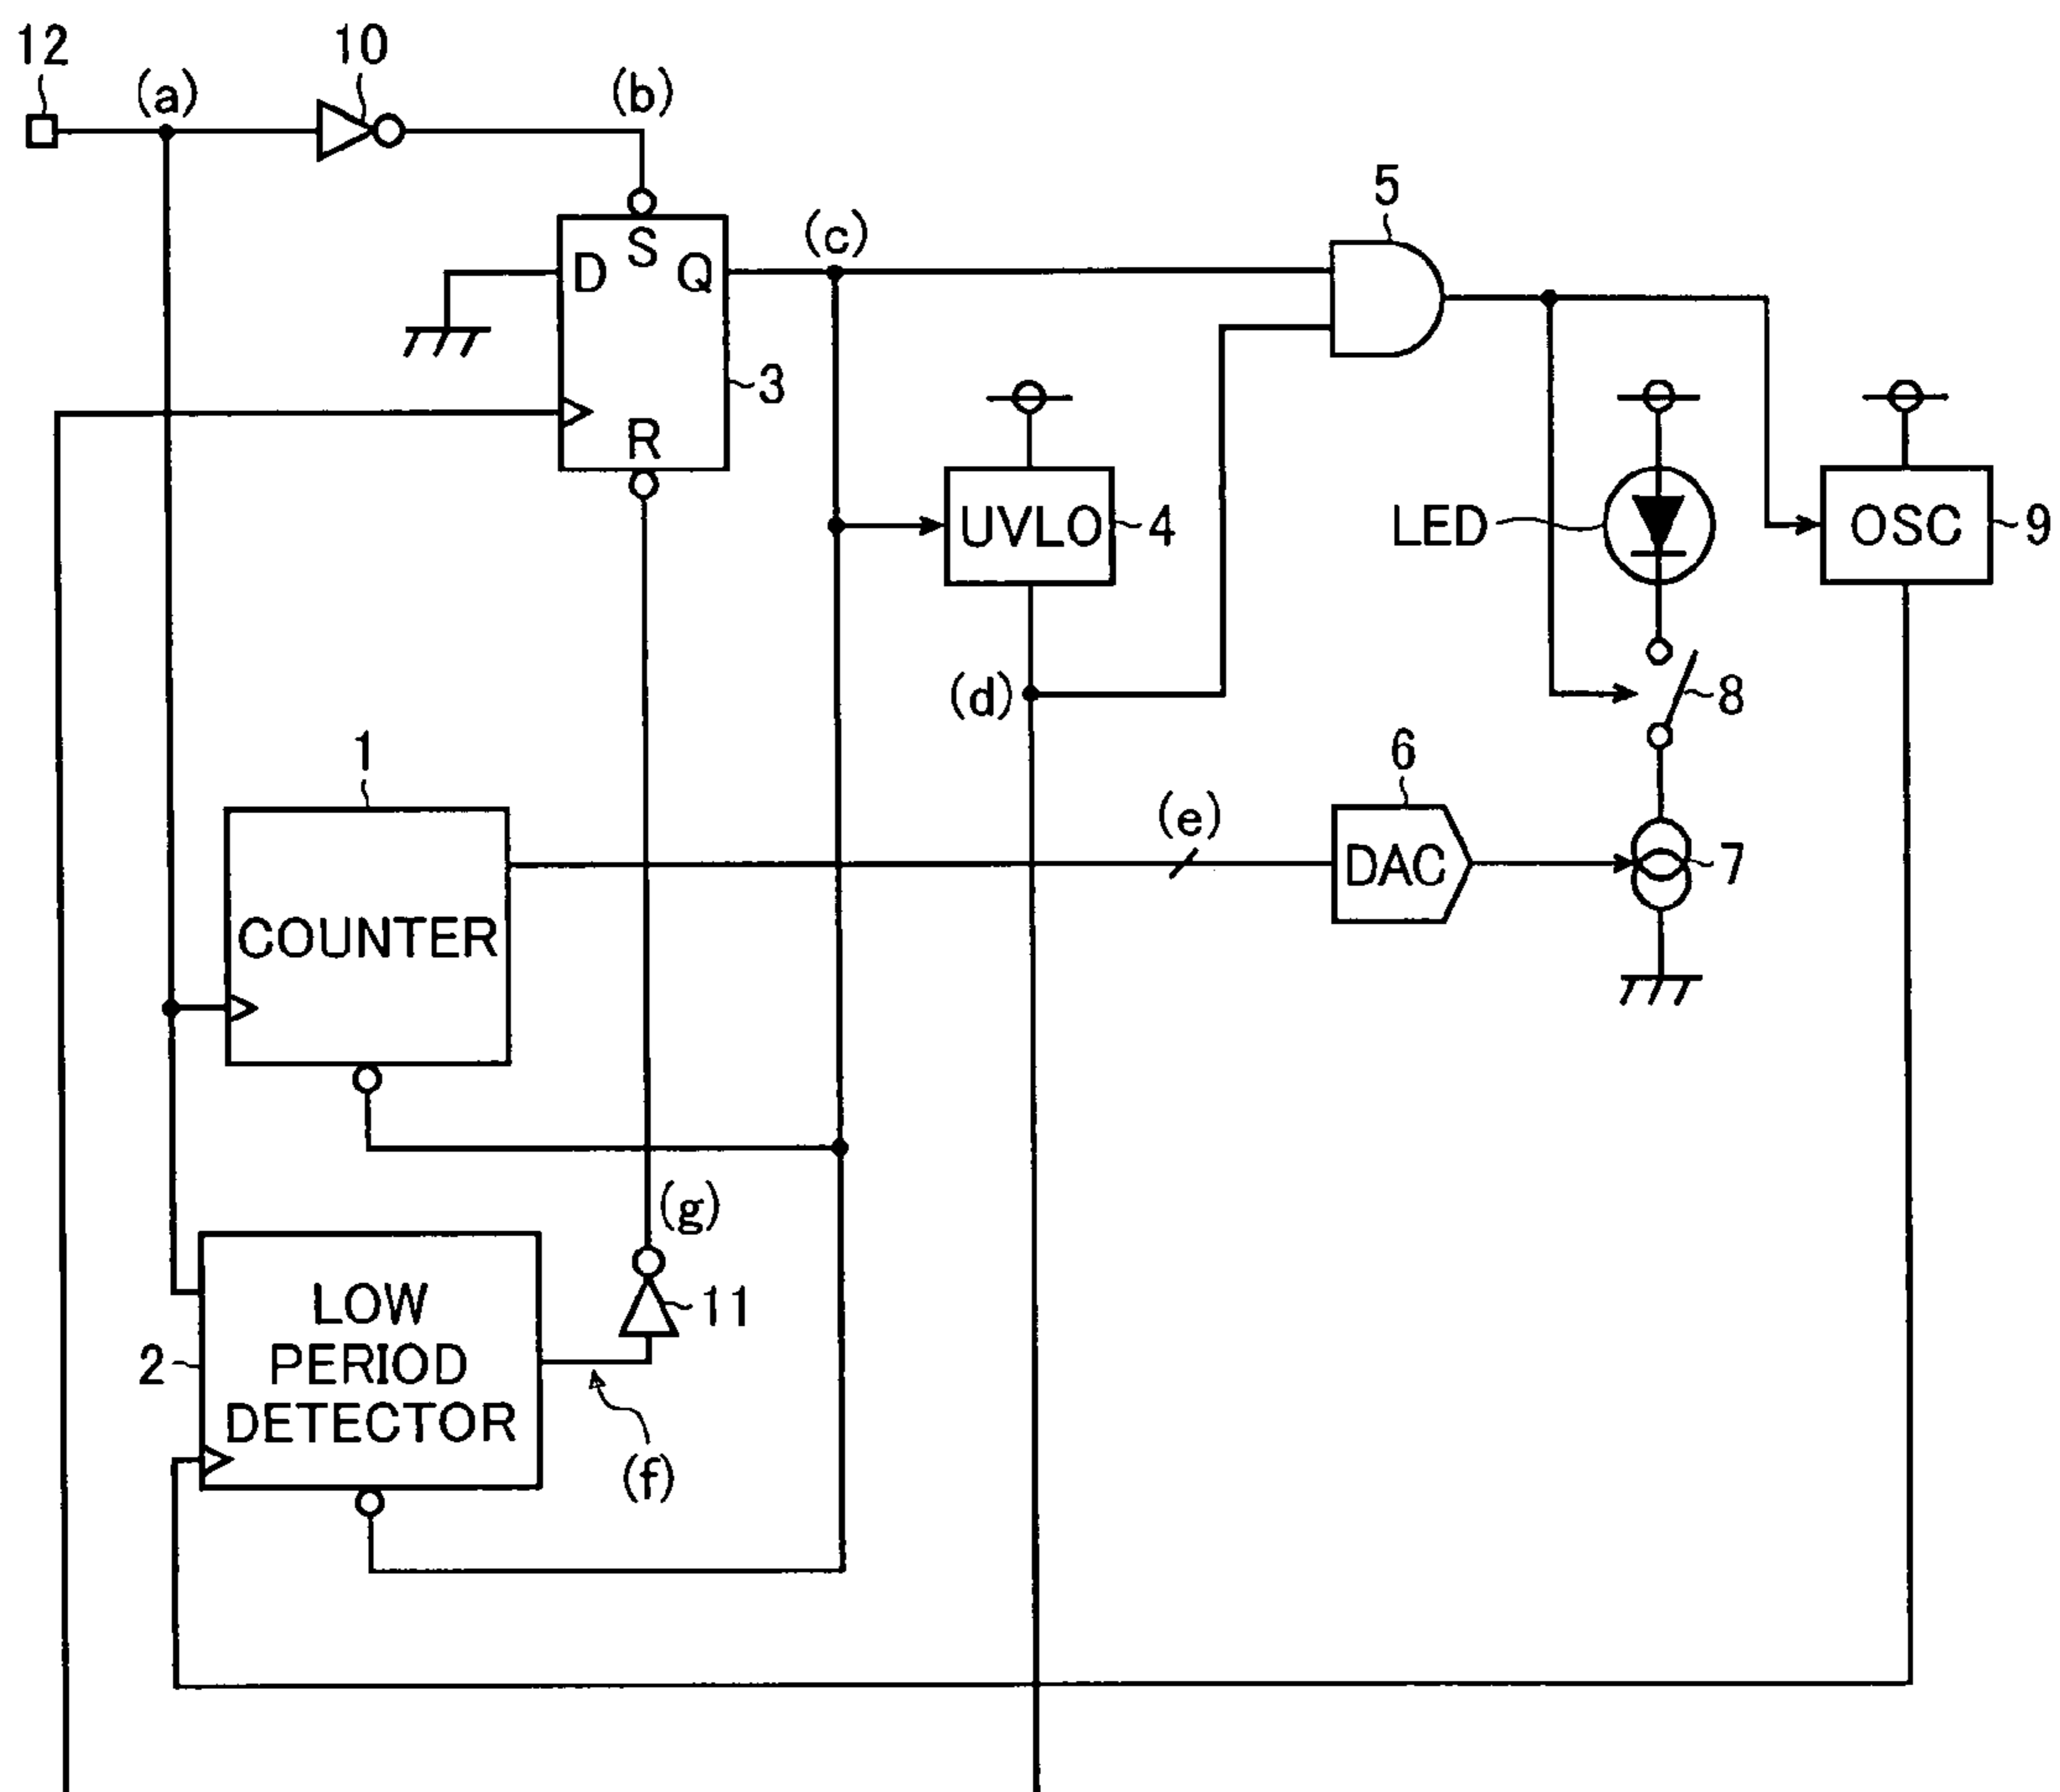 12
(a)
10
(b)
5
(c)
D
S
Q
3
R
UVLO
4
LED
OSC
9
(d)
8
1
6
(e)
DAC
7
COUNTER
(g)
LOW
PERIOD
DETECTOR
2
11
(f)